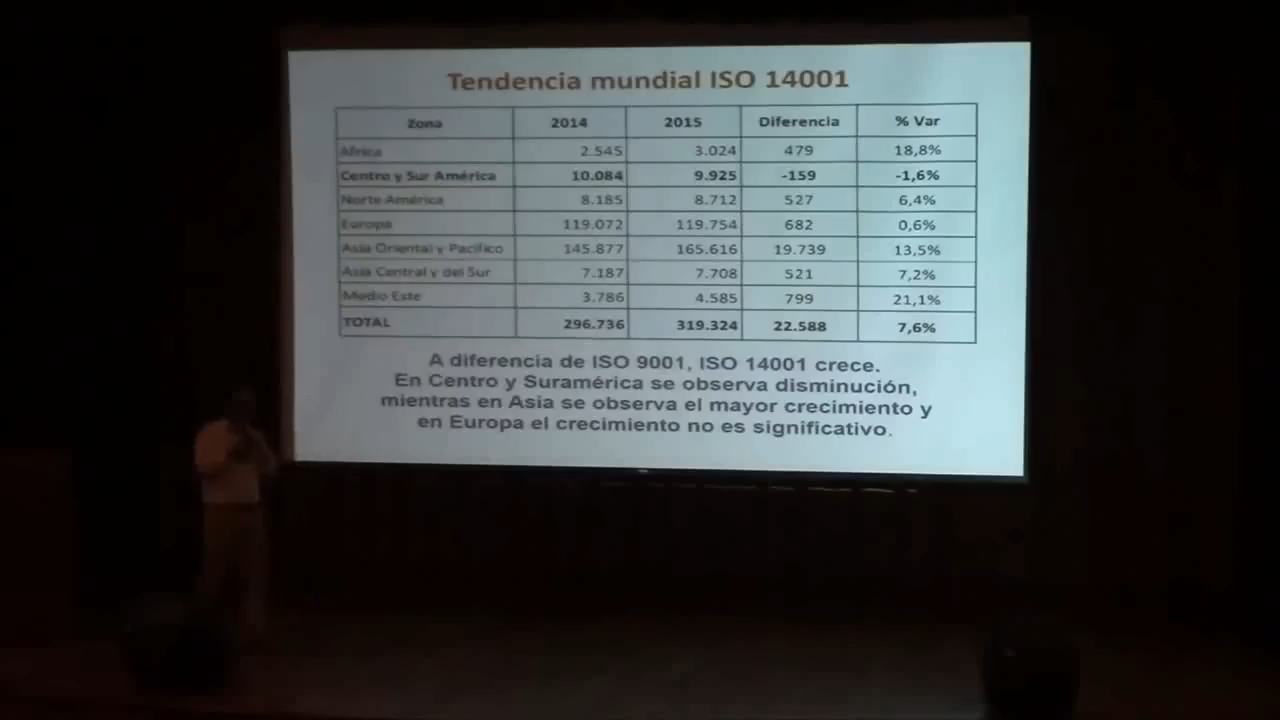 Tendencia mundial ISO 14001
Zona 2014 2015 Diferencia % Var
Africa 2.545 3.024 479 18,8%
Centro y Sur América 10.084 9.925 -159 -1,6%
Norte América 8.185 8.712 527 6,4%
Europa 119.072 119.754 682 0,6%
Asia Oriental y Pacifico 145.877 165.616 19.739 13,5%
Asia Central y del Sur 7.187 7.708 521 7,2%
Medio Este 3.786 4.585 799 21,1%
TOTAL 296.736 319.324 22.588 7,6%
A diferencia de ISO 9001, ISO 14001 crece.
En Centro y Suramérica se observa disminución,
mientras en Asia se observa el mayor crecimiento y
en Europa el crecimiento no es significativo.